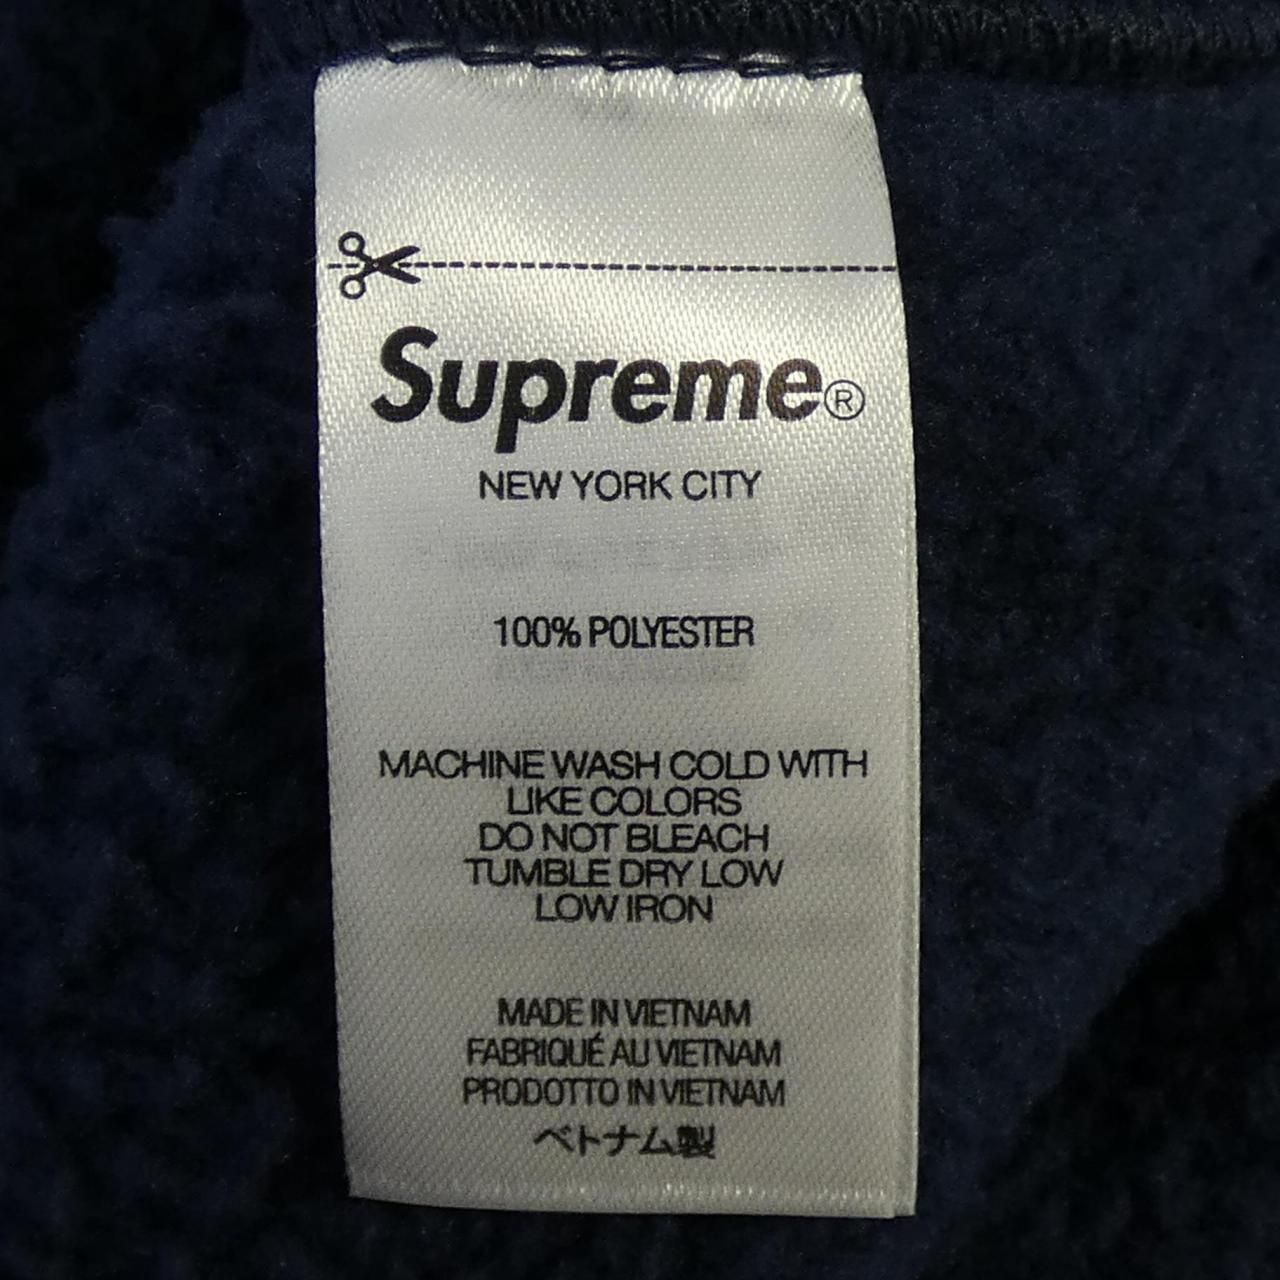 Supreme®
NEW YORK CITY
100% POLYESTER
MACHINE WASH COLD WITH
LIKE COLORS
DO NOT BLEACH
TUMBLE DRY LOW
LOW IRON
MADE IN VIETNAM
FABRIQUÉ AU VIETNAM
PRODOTTO IN VIETNAM
ベトナム製